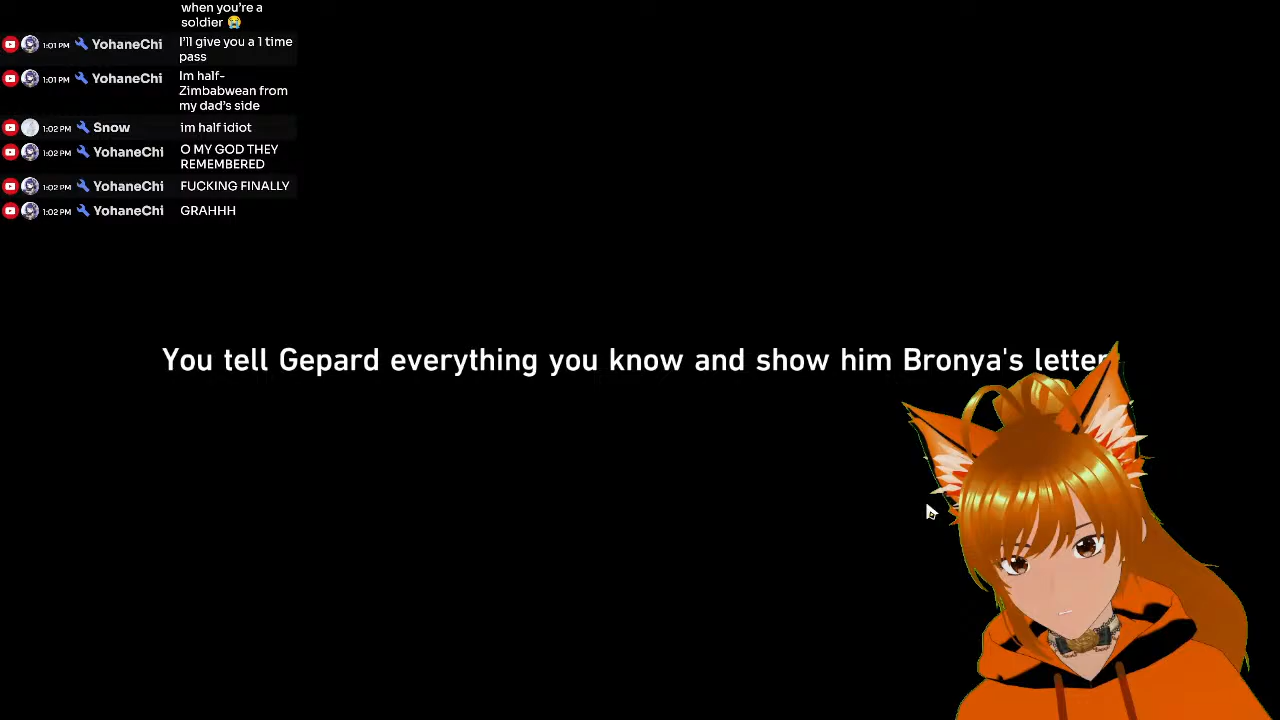 when you're a
soldier 😭
1:01 PM YohaneChi I'll give you a 1 time
pass
1:01 PM YohaneChi Im half-
Zimbabwean from
my dad's side
1:02 PM Snow im half idiot
1:02 PM YohaneChi O MY GOD THEY
REMEMBERED
1:02 PM YohaneChi FUCKING FINALLY
1:02 PM YohaneChi GRAHHH
You tell Gepard everything you know and show him Bronya's letter